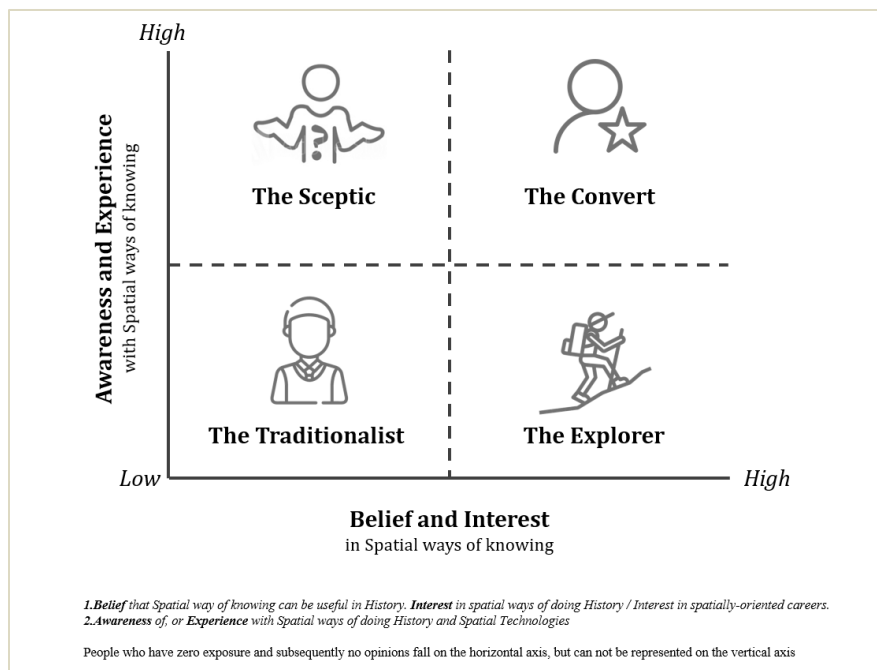 High
Awareness and Experience
with Spatial ways of knowing
?
The Sceptic
The Convert
The Traditionalist
The Explorer
Low
High
Belief and Interest
in Spatial ways of knowing
1.Belief that Spatial way of knowing can be useful in History. Interest in spatially ways of doing History / Interest in spatially-oriented careers.
2.Awareness of, or Experience with Spatial ways of doing History and Spatial Technologies
People who have zero exposure and subsequently no opinions fall on the horizontal axis, but can not be represented on the vertical axis